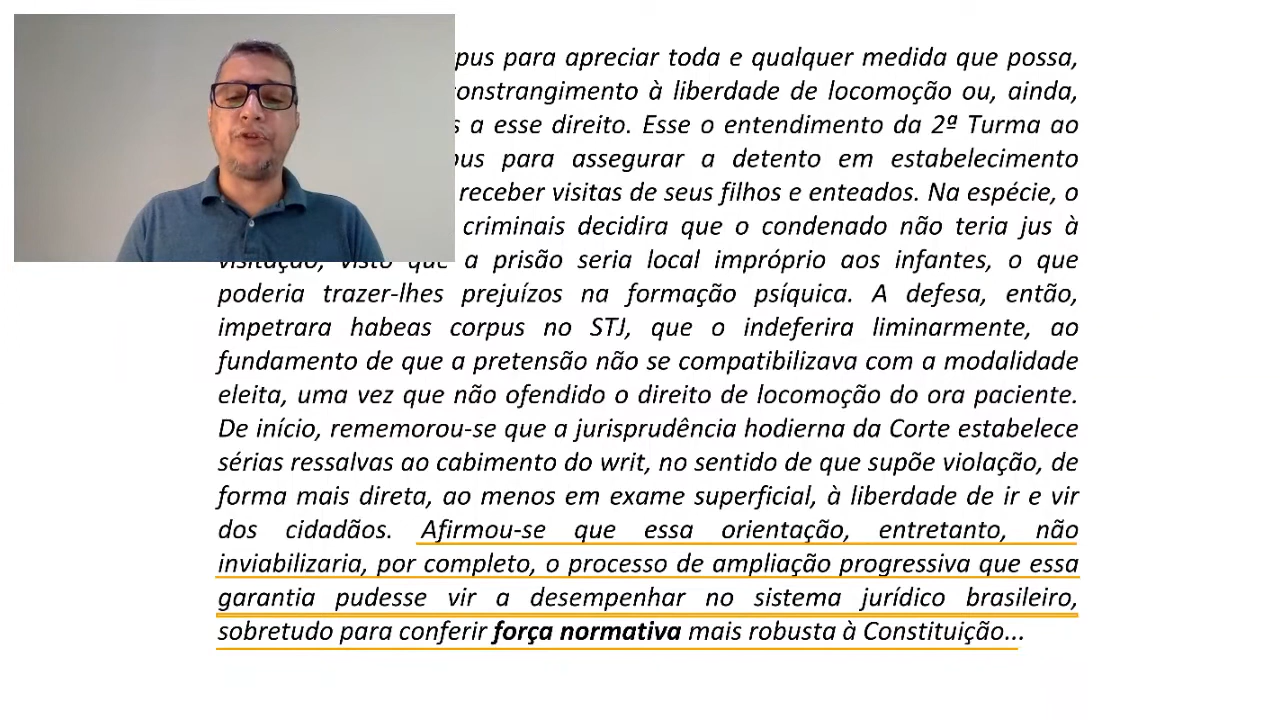 para apreciar toda e qualquer medida que possa,
constrangimento à liberdade de locomoção ou, ainda,
a esse direito. Esse o entendimento da 2ª Turma ao
para assegurar a detento em estabelecimento
receber visitas de seus filhos e enteados. Na espécie, o
criminais decidira que o condenado não teria jus à
visitação, visto que a prisão seria local impróprio aos infantes, o que
poderia trazer-lhes prejuízos na formação psíquica. A defesa, então,
impetrara habeas corpus no STJ, que o indeferira liminarmente, ao
fundamento de que a pretensão não se compatibilizava com a modalidade
eleita, uma vez que não ofendido o direito de locomoção do ora paciente.
De início, rememorou-se que a jurisprudência hodierna da Corte estabelece
sérias ressalvas ao cabimento do writ, no sentido de que supõe violação, de
forma mais direta, ao menos em exame superficial, à liberdade de ir e vir
dos cidadãos. Afirmou-se que essa orientação, entretanto, não
inviabilizaria, por completo, o processo de ampliação progressiva que essa
garantia pudesse vir a desempenhar no sistema jurídico brasileiro,
sobretudo para conferir força normativa mais robusta à Constituição...